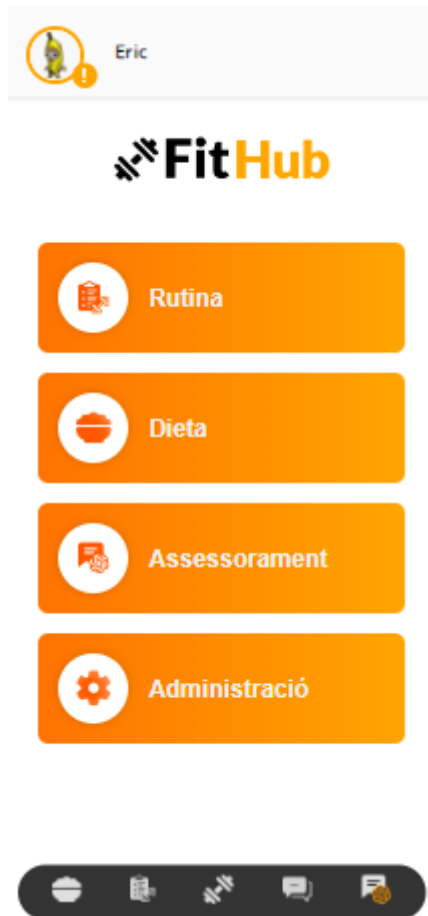 Eric
FitHub
Rutina
Dieta
Assessorament
Administració